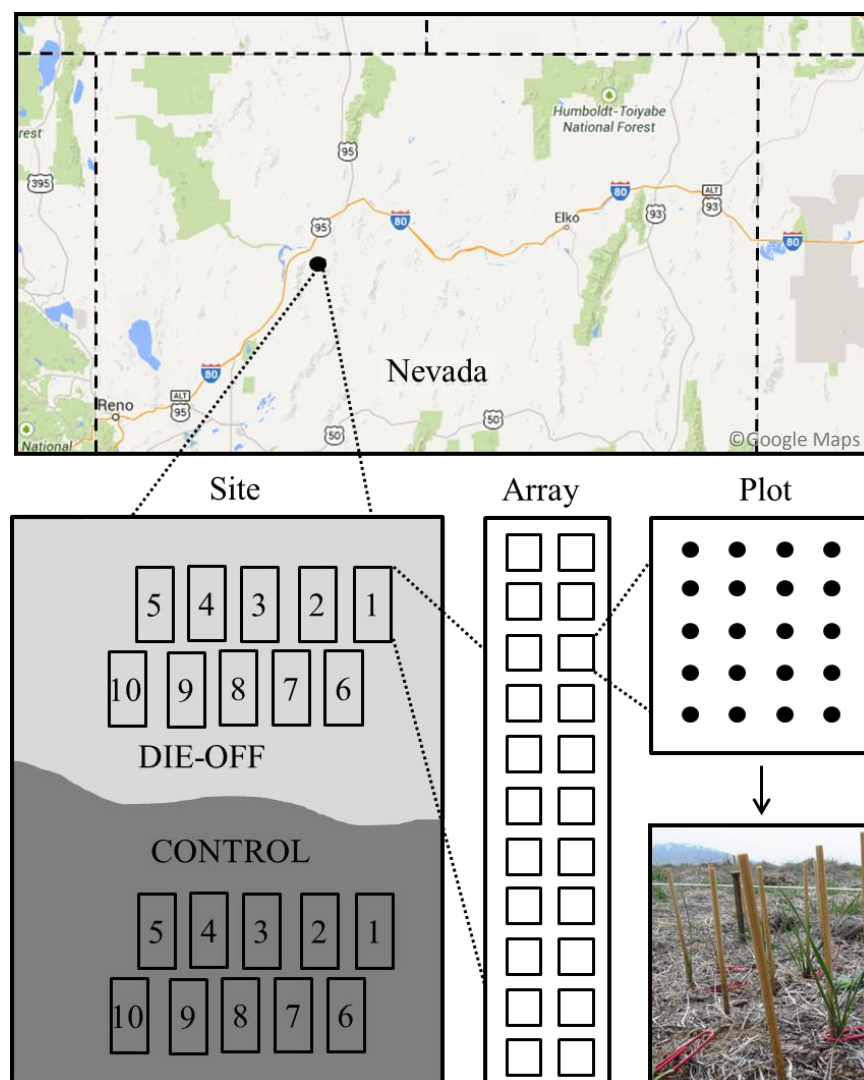 Humboldt-Toiyabe
National Forest
rest
95
395
ALT
80
93
93
95
80
Elko
80
80
Nevada
ALT
95
Reno
50
50
National
©Google Maps
Site
Array
Plot
5 4 3 2 1
10 9 8 7 6
DIE-OFF
CONTROL
5 4 3 2 1
10 9 8 7 6